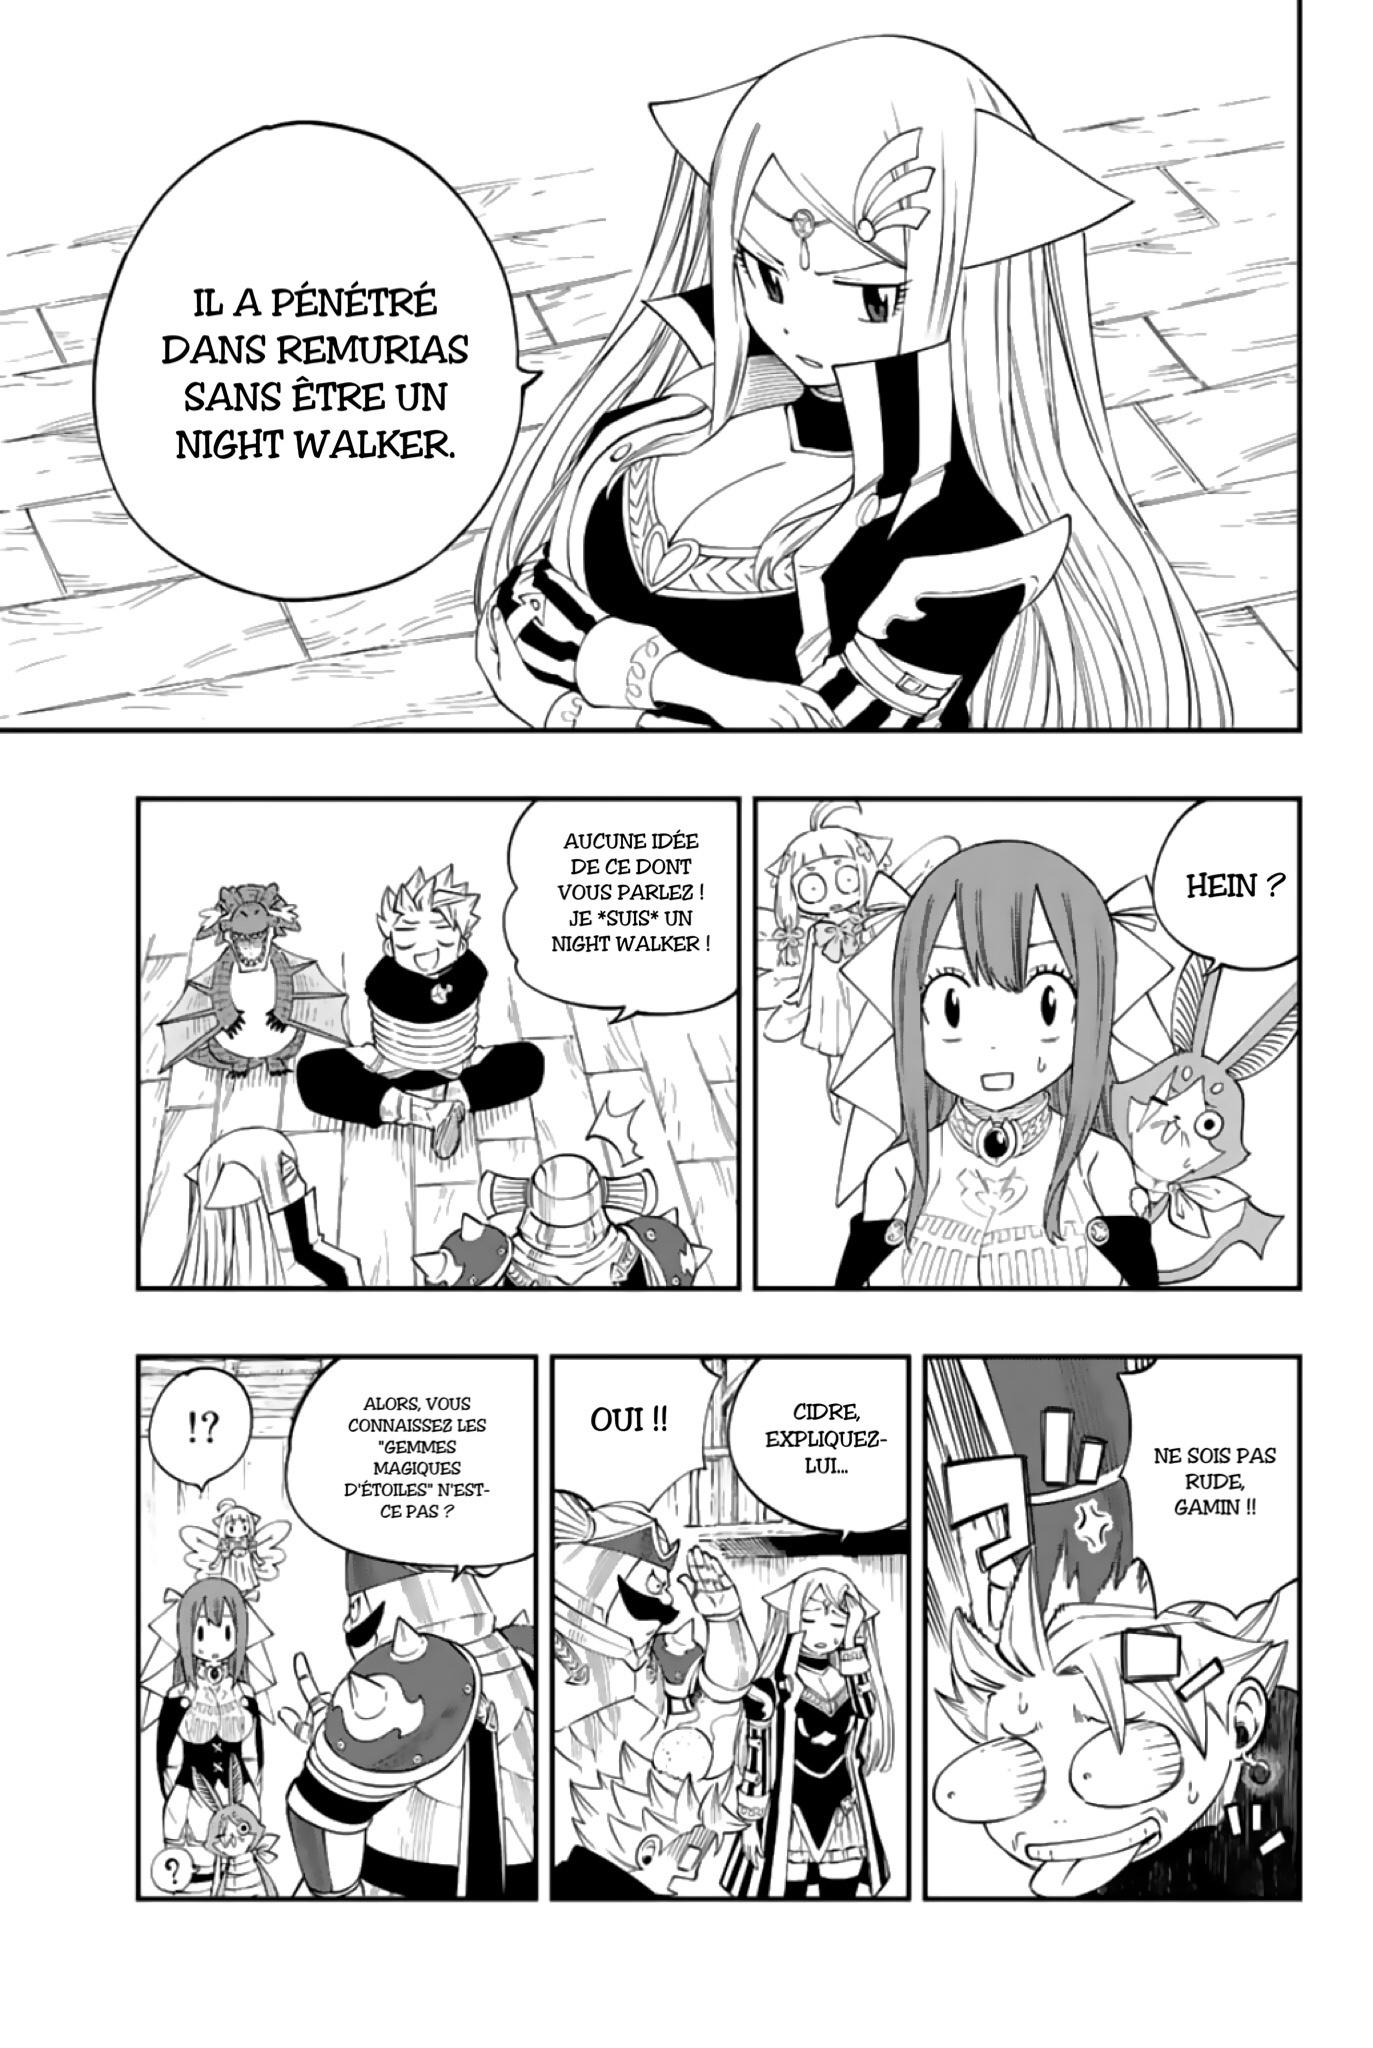 IL A PÉNÉTRÉ
DANS REMURIAS
SANS ÊTRE UN
NIGHT WALKER.
HEIN ?
AUCUNE IDÉE
DE CE DONT
VOUS PARLEZ !
JE *SUIS* UN
NIGHT WALKER !
NE SOIS PAS
RUDE,
GAMIN !!
CIDRE,
EXPLIQUEZ-
LUI...
OUI !!
ALORS, VOUS
CONNAISSEZ LES
"GEMMES
MAGIQUES
D'ÉTOILES" N'EST-
CE PAS ?
!?
?